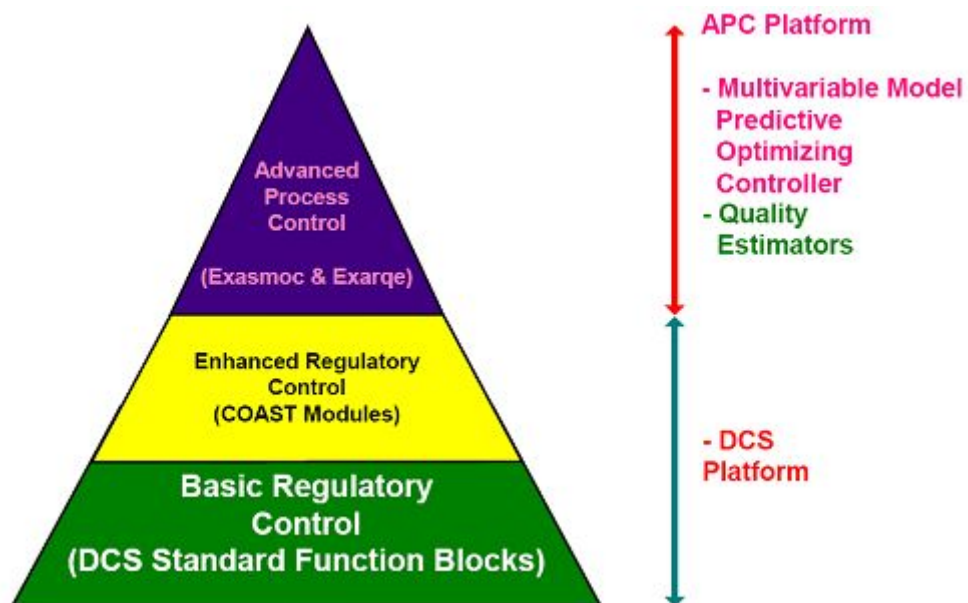 Advanced
Process
Control
(Exasmoc & Exarqe)
Enhanced Regulatory
Control
(COAST Modules)
Basic Regulatory
Control
(DCS Standard Function Blocks)
APC Platform
- Multivariable Model
Predictive
Optimizing
Controller
- Quality
Estimators
- DCS
Platform